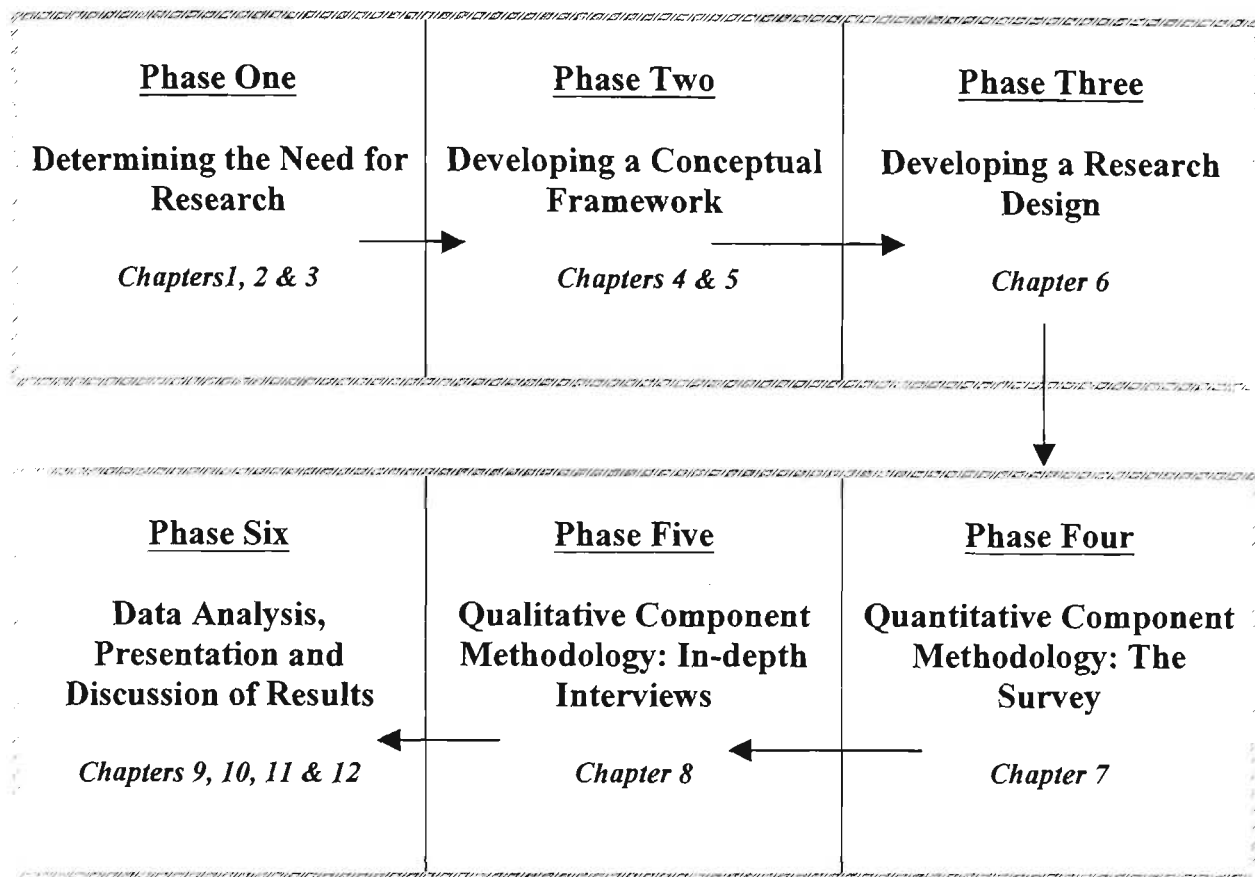 Phase One
Determining the Need for
Research
Chapters1, 2 & 3
Phase Two
Developing a Conceptual
Framework
Chapters 4 & 5
Phase Three
Developing a Research
Design
Chapter 6
Phase Six
Data Analysis,
Presentation and
Discussion of Results
Chapters 9, 10, 11 & 12
Phase Five
Qualitative Component
Methodology: In-depth
Interviews
Chapter 8
Phase Four
Quantitative Component
Methodology: The
Survey
Chapter 7